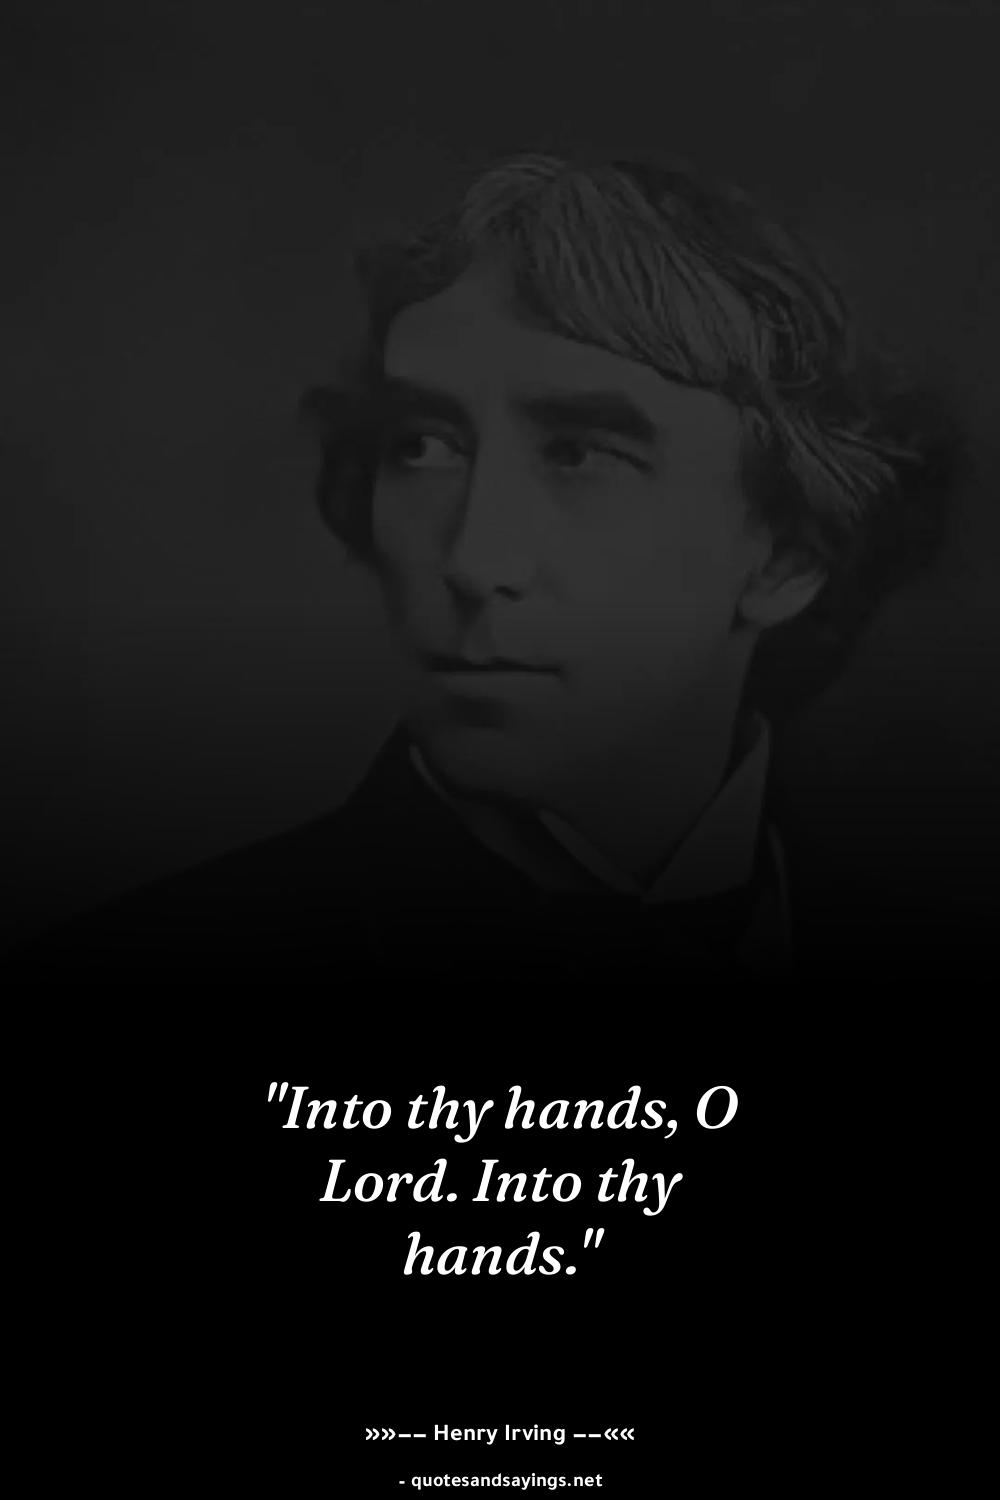 "Into thy hands, O
Lord. Into thy
hands."
»»–– Henry Irving ––««
- quotesandsayings.net